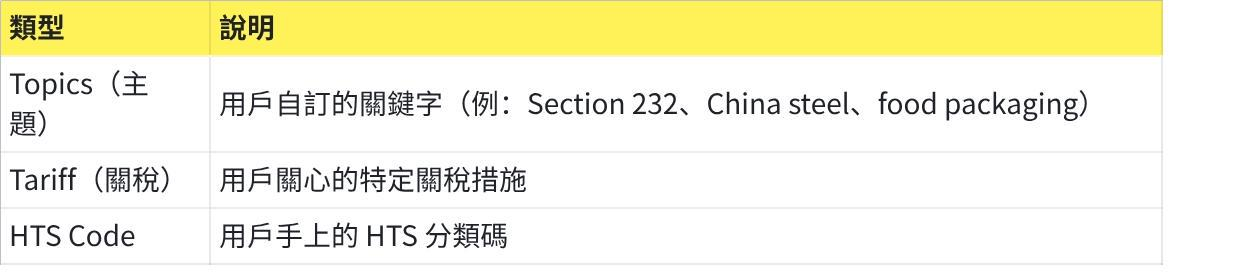 類型
說明
Topics（主
題）
用戶自訂的關鍵字（例：Section 232、China steel、food packaging）
Tariff（關稅）
用戶關心的特定關稅措施
HTS Code
用戶手上的 HTS 分類碼